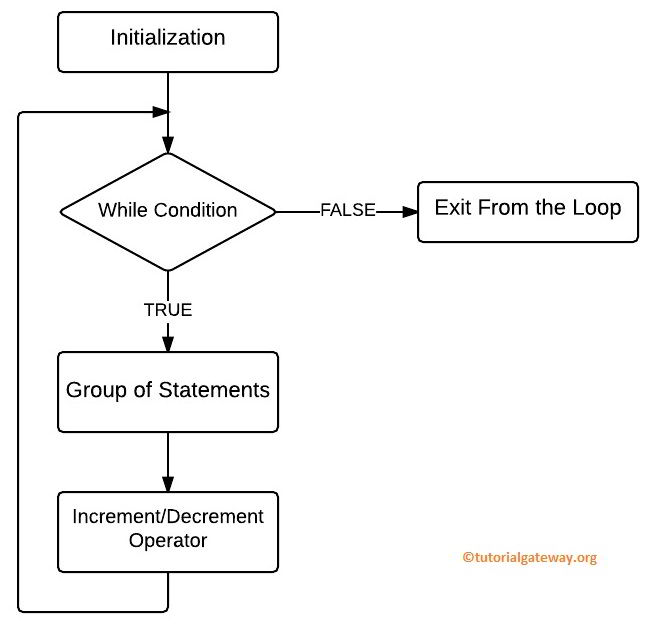 Initialization
While Condition
FALSE
Exit From the Loop
TRUE
Group of Statements
Increment/Decrement
Operator
©tutorialgateway.org